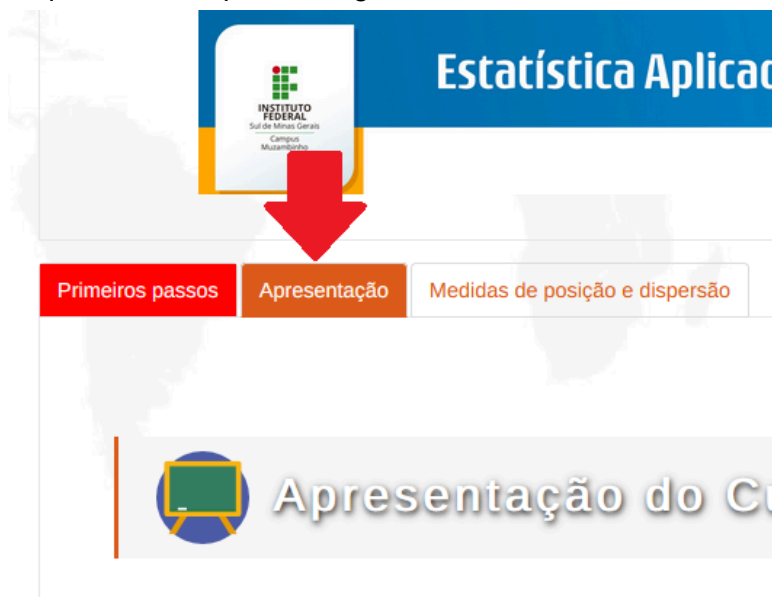 Estatística Aplicad
INSTITUTO
FEDERAL
Sul de Minas Gerais
Campus
Muzambinho
Primeiros passos
Apresentação
Medidas de posição e dispersão
Apresentação do Cu